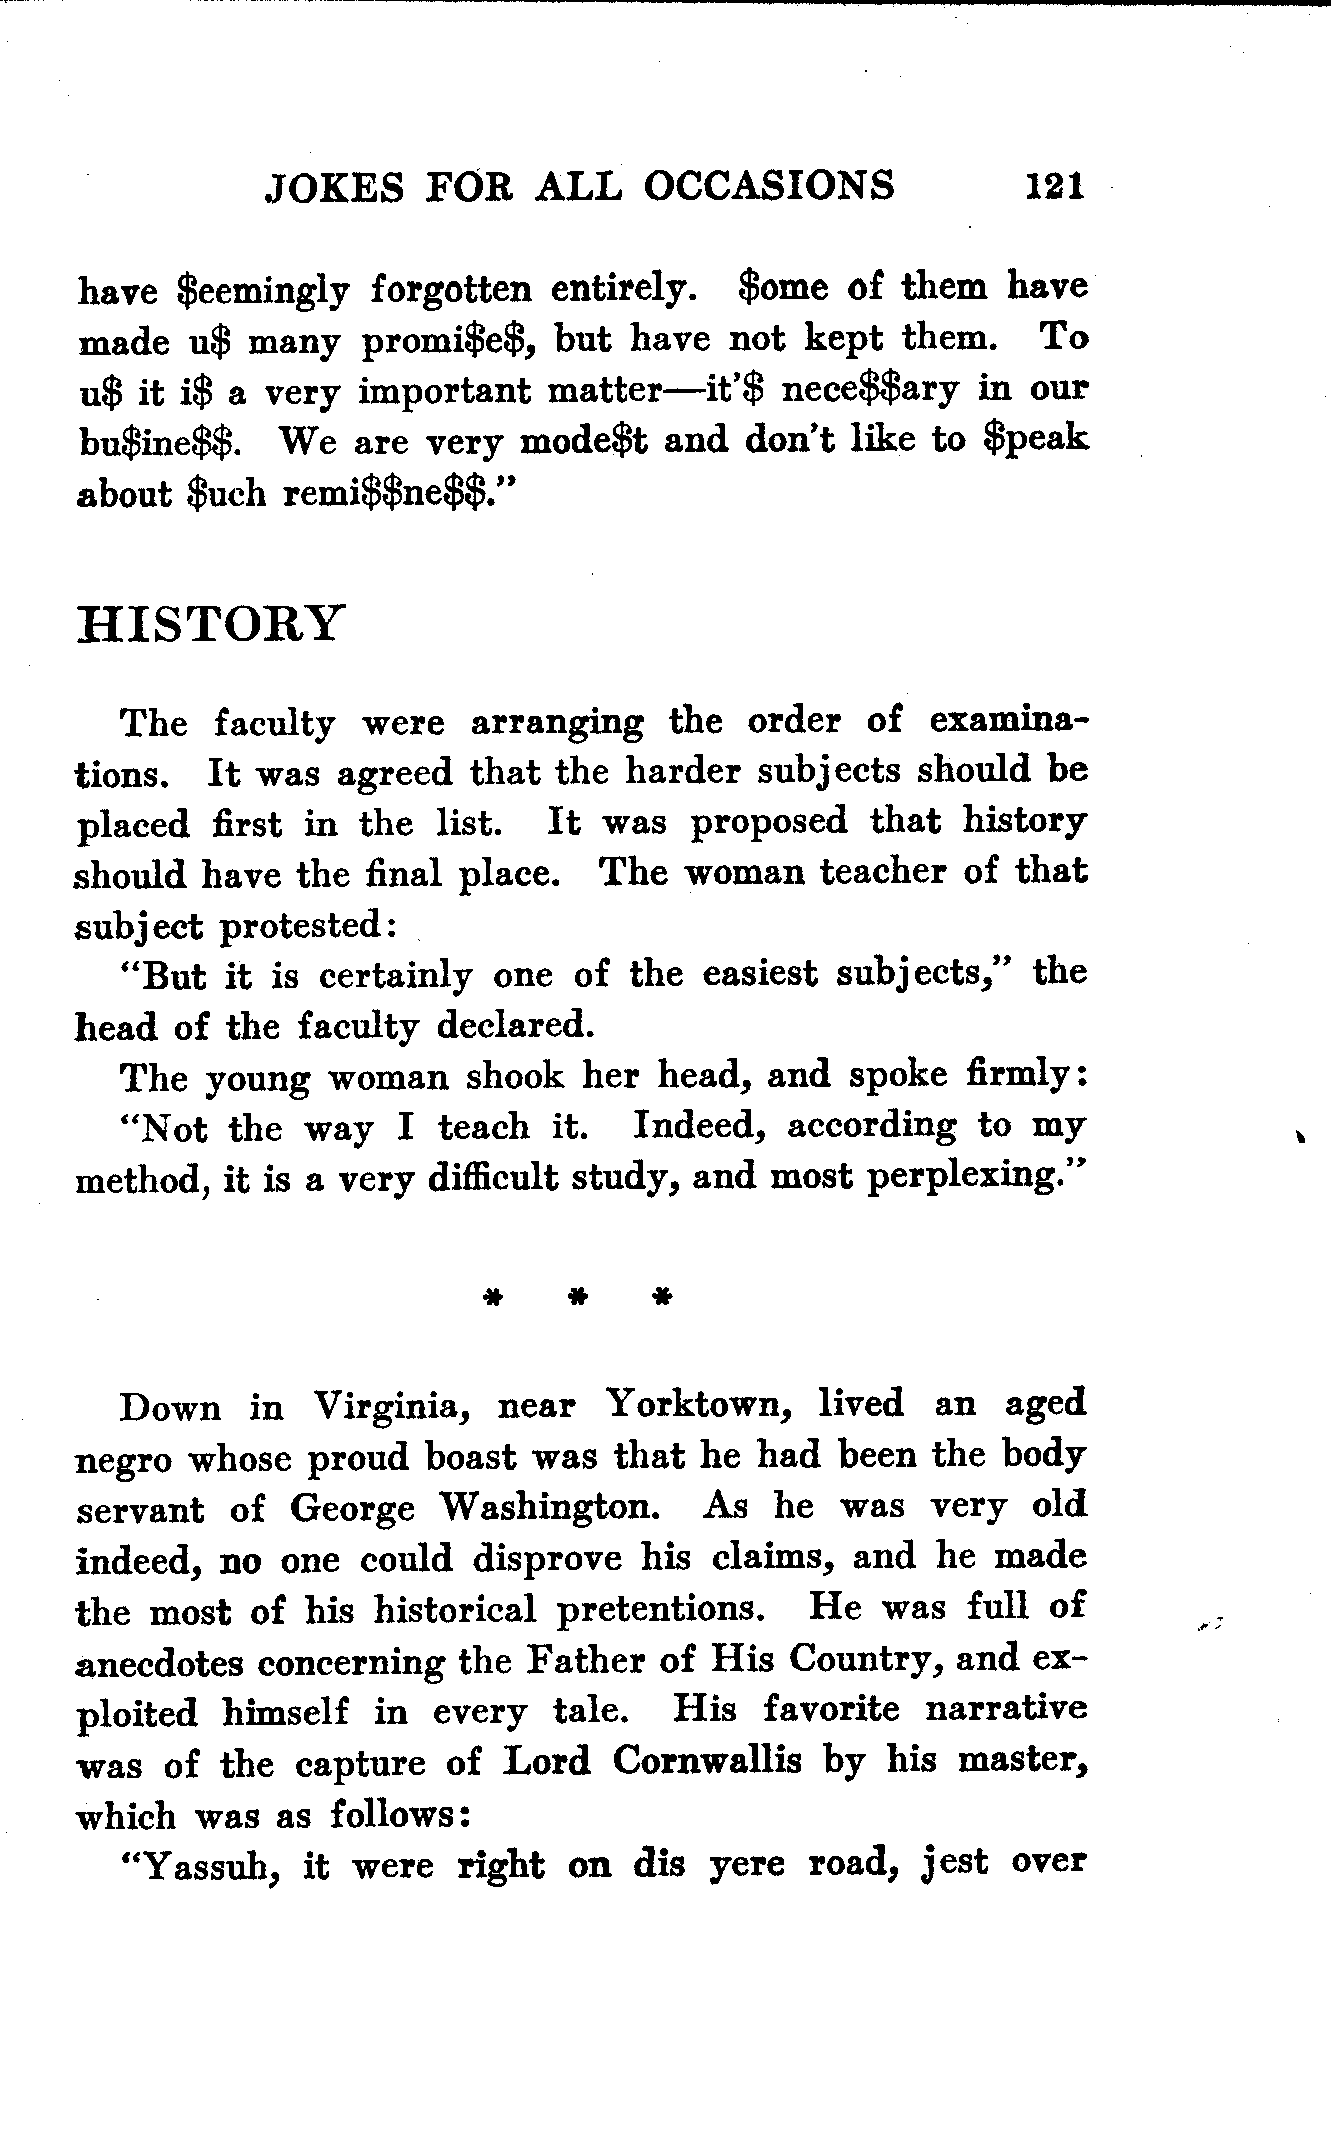 JOKES FOR ALL OCCASIONS 121
have $eemingly forgotten entirely. $ome of them have
made u$ many promi$e$, but have not kept them. To
u$ it i$ a very important matter—it's$ nece$$ary in our
bu$ine$$. We are very mode$t and don't like to $peak
about $uch remi$$ne$$."
HISTORY
The faculty were arranging the order of examina-
tions. It was agreed that the harder subjects should be
placed first in the list. It was proposed that history
should have the final place. The woman teacher of that
subject protested:
"But it is certainly one of the easiest subjects," the
head of the faculty declared.
The young woman shook her head, and spoke firmly:
"Not the way I teach it. Indeed, according to my
method, it is a very difficult study, and most perplexing."
* * *
Down in Virginia, near Yorktown, lived an aged
negro whose proud boast was that he had been the body
servant of George Washington. As he was very old
indeed, no one could disprove his claims, and he made
the most of his historical pretentions. He was full of
anecdotes concerning the Father of His Country, and ex-
ploited himself in every tale. His favorite narrative
was of the capture of Lord Cornwallis by his master,
which was as follows:
"Yassuh, it were right on dis yere road, jest over